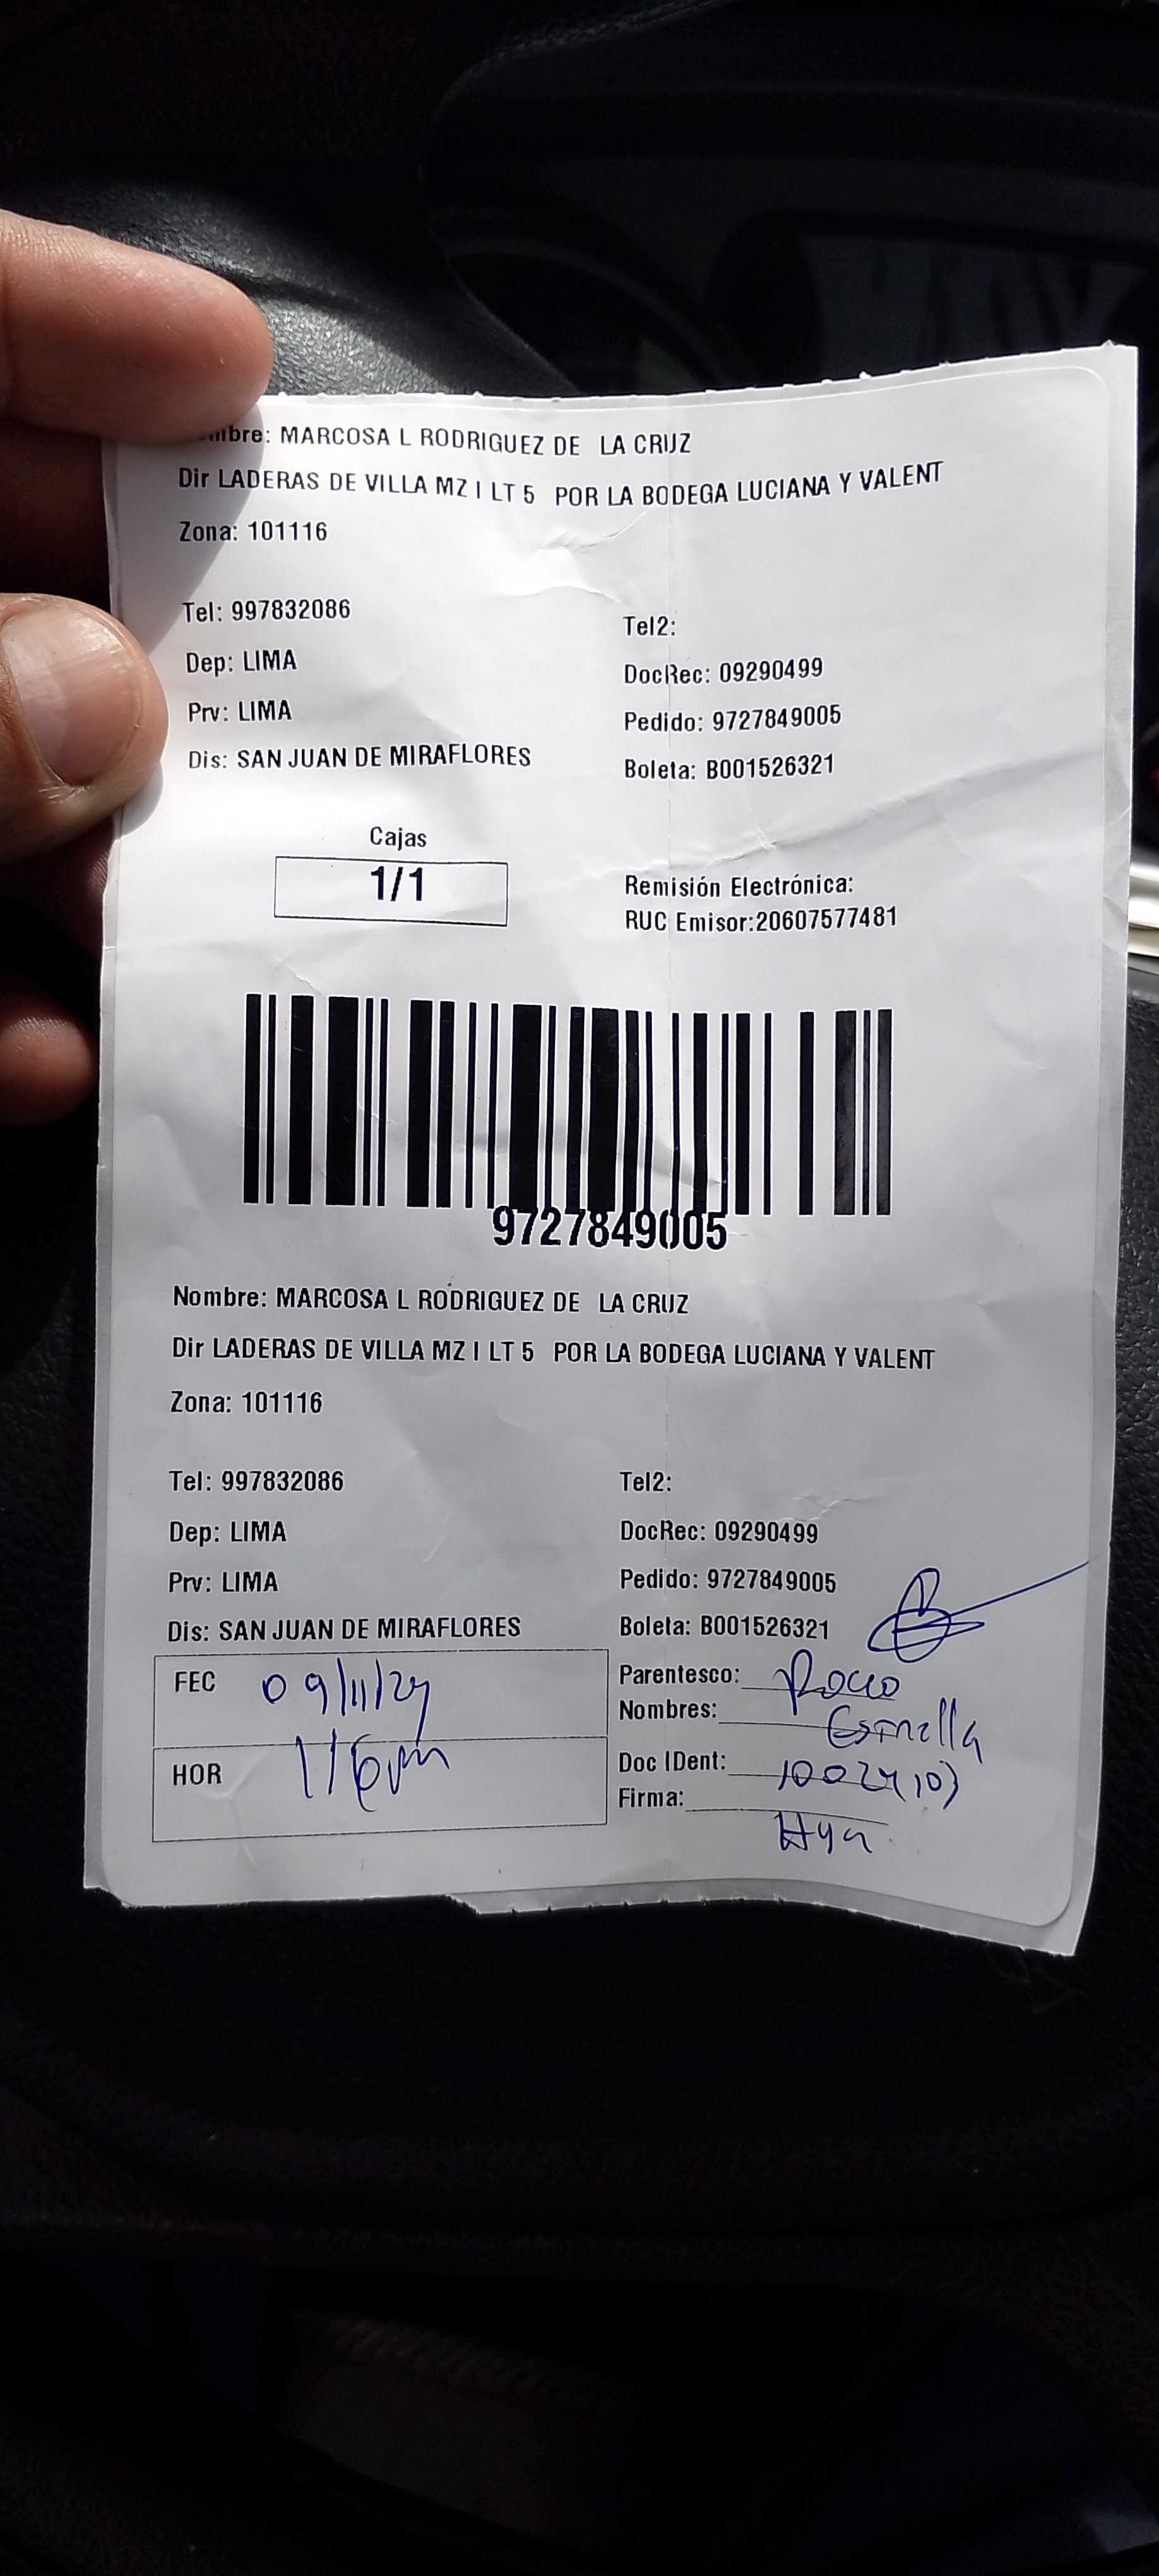 mbre: MARCOSA L RODRIGUEZ DE LA CRUZ
Dir LADERAS DE VILLA MZ I LT 5 POR LA BODEGA LUCIANA Y VALENT
Zona: 101116
Tel: 997832086
Tel2:
Dep: LIMA
DocRec: 09290499
Prv: LIMA
Pedido: 9727849005
Dis: SAN JUAN DE MIRAFLORES
Boleta: B001526321
Cajas
1/1
Remisión Electrónica:
RUC Emisor:20607577481
9727849005
Nombre: MARCOSA L RODRIGUEZ DE LA CRUZ
Dir LADERAS DE VILLA MZ I LT 5 POR LA BODEGA LUCIANA Y VALENT
Zona: 101116
Tel: 997832086
Tel2:
Dep: LIMA
DocRec: 09290499
Prv: LIMA
Pedido: 9727849005
Dis: SAN JUAN DE MIRAFLORES
Boleta: B001526321
FEC 09/11/24
Parentesco:
Nombres:
HOR
Doc IDent:
Firma: